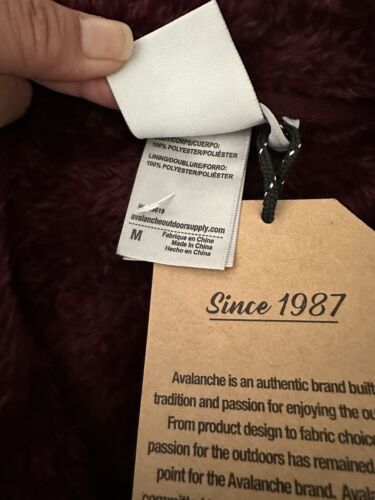 100% POLYESTER/POLIÉSTER
LINING/DOUBLURE/FORRO:
100% POLYESTER/POLIÉSTER
avalancheoutdoorsupply.com
M
Fabriqué en Chine
Made in China
Hecho en China
Since 1987
Avalanche is an authentic brand built
tradition and passion for enjoying the
From product design to fabric choice
passion for the outdoors has remained
point for the Avalanche brand.